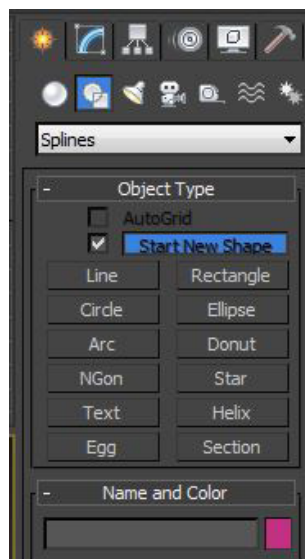 Splines
- Object Type
AutoGrid
Start New Shape
Line Rectangle
Circle Ellipse
Arc Donut
NGon Star
Text Helix
Egg Section
- Name and Color